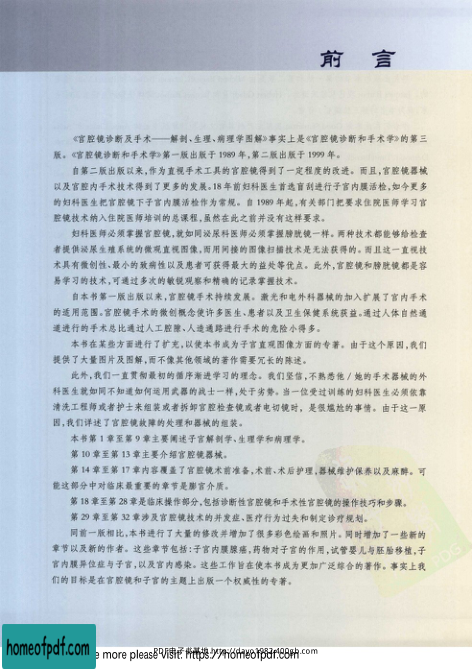 前 言
《宫腔镜诊断及手术——解剖、生理、病理学图解》事实上是《宫腔镜诊断和手术学》的第三
版。《宫腔镜诊断和手术学》第一版出版于 1989 年,第二版出版于 1999 年。
自第二版出版以来,作为直视手术工具的宫腔镜得到了一定程度的改进。而且,宫腔镜器械
以及宫腔内手术技术得到了更多的发展。18 年前妇科医生首选盲刮进行子宫内膜活检,如今更多
的妇科医生把宫腔镜下子宫内膜活检作为常规。自 1989 年起,有关部门把要求住院医师学习宫
腔镜技术纳入住院医师培训的总课程,虽然在此之前并没有这样要求。
妇科医师必须掌握宫腔镜,就如同泌尿科医师必须掌握膀胱镜一样。两种技术都能够给检查
者提供泌尿生殖系统的微观直视图像,而用间接的图像扫描技术是无法获得的。而且这一直视技
术具有微创性、最小的致病性以及患者可获得最大的益处等优点。此外,宫腔镜和膀胱镜都是容
易学习的技术,可通过多次的敏锐观察和精确的记录掌握技术。
自本书第一版出版以来,宫腔镜手术持续发展。激光和电外科器械的加入扩展了宫内手术
的适用范围。宫腔镜手术的微创概念使许多医生、患者以及卫生保健系统获益。通过人体自然通
道进行的手术总比通过人工腔隙、人造通路进行手术的危险小得多。
本书在某些方面进行了扩充,以使本书成为子宫直观图像方面的专著。由于这个原因,我们
提供了大量图片及图解,而不像其他领域的著作需要冗长的陈述。
此外,我们一直贯彻最初的循序渐进学习的理念。我们坚信,不熟悉他/她的手术器械的外
科医生就如同不知道如何运用武器的战士一样,处于劣势。当一位受过训练的妇科医生必须依靠
清洗工程师或者护士来组装或者拆卸宫腔检查镜或者电切镜时,是很尴尬的事情。由于这一原
因,我们详述了宫腔镜故障的处理和器械的组装。
本书第 1 章至第 9 章主要阐述子宫解剖学、生理学和病理学。
第 10 章至第 13 章主要介绍宫腔镜器械。
第 14 章至第 17 章内容覆盖了宫腔镜术前准备,术前、术后护理,器械维护保养以及麻醉。可
能这部分中对临床最重要的章节是膨宫介质。
第 18 章至第 28 章是临床操作部分,包括诊断性宫腔镜和手术性宫腔镜的操作技巧和步骤。
第 29 章至第 32 章涉及宫腔镜技术的并发症、医疗行为过失和制定诊疗规划。
同前一版相比,本书进行了大量的修改并增加了很多彩色绘画和照片。同时增加了一些新的
章节以及新的作者。这些章节包括:子宫内膜腺癌,药物对子宫的作用,试管婴儿与胚胎移植,子
宫内膜异位症与子宫,以及宫内感染。这些工作旨在使本书成为更加广泛综合的著作。事实上我
们的目标是在宫腔镜和子宫的主题上出版一个权威性的专著。
homeofpdf.com
PDF电子书基地 http://dayo1982.400gb.com
e more please visit: https://homeofpdf.com